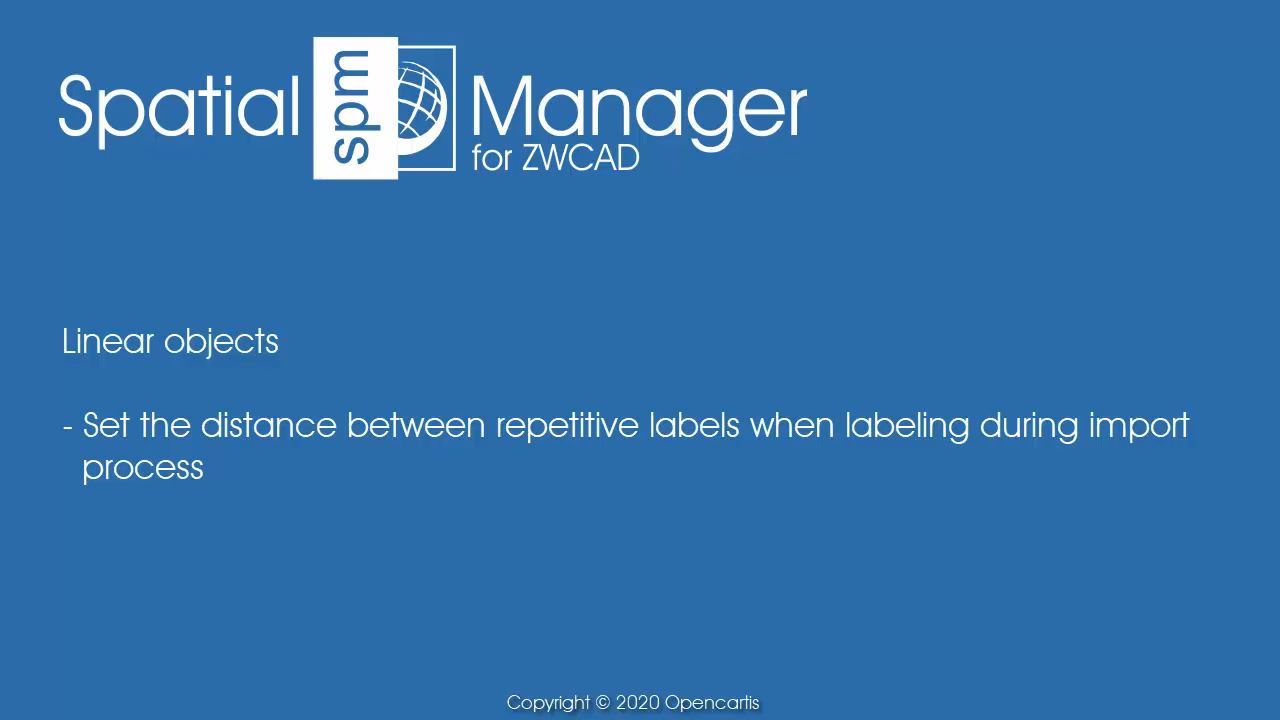 Spatial spm Manager
for ZWCAD
Linear objects
- Set the distance between repetitive labels when labeling during import
process
Copyright © 2020 Opencartis